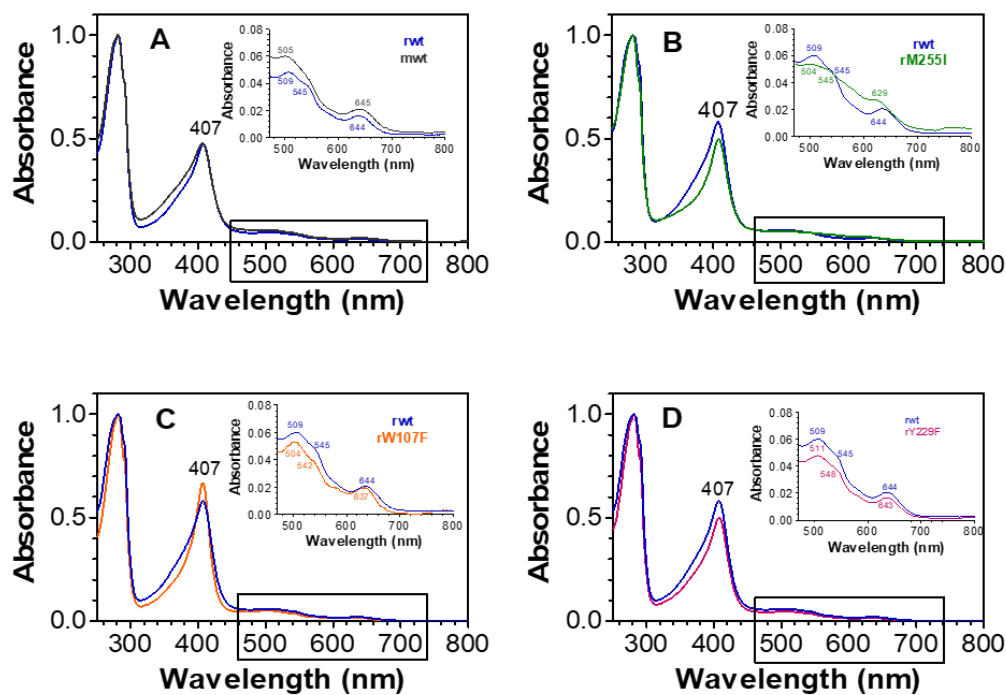 A
B
C
D
Absorbance
1.0
0.5
0.0
300 400 500 600 700 800
Wavelength (nm)
407
rwt
mwt
Absorbance
0.08
0.06
0.04
0.02
0.00
505
509
545
645
644
500 600 700 800
Wavelength (nm)
Absorbance
1.0
0.5
0.0
300 400 500 600 700 800
Wavelength (nm)
407
rwt
rM255I
Absorbance
0.08
0.06
0.04
0.02
0.00
509
504
545
545
629
644
500 600 700 800
Wavelength (nm)
Absorbance
1.0
0.5
0.0
300 400 500 600 700 800
Wavelength (nm)
407
rwt
rW107F
Absorbance
0.08
0.06
0.04
0.02
0.00
509
504
545
542
644
637
500 600 700 800
Wavelength (nm)
Absorbance
1.0
0.5
0.0
300 400 500 600 700 800
Wavelength (nm)
407
rwt
rY229F
Absorbance
0.08
0.06
0.04
0.02
0.00
509
511
545
548
644
643
500 600 700 800
Wavelength (nm)